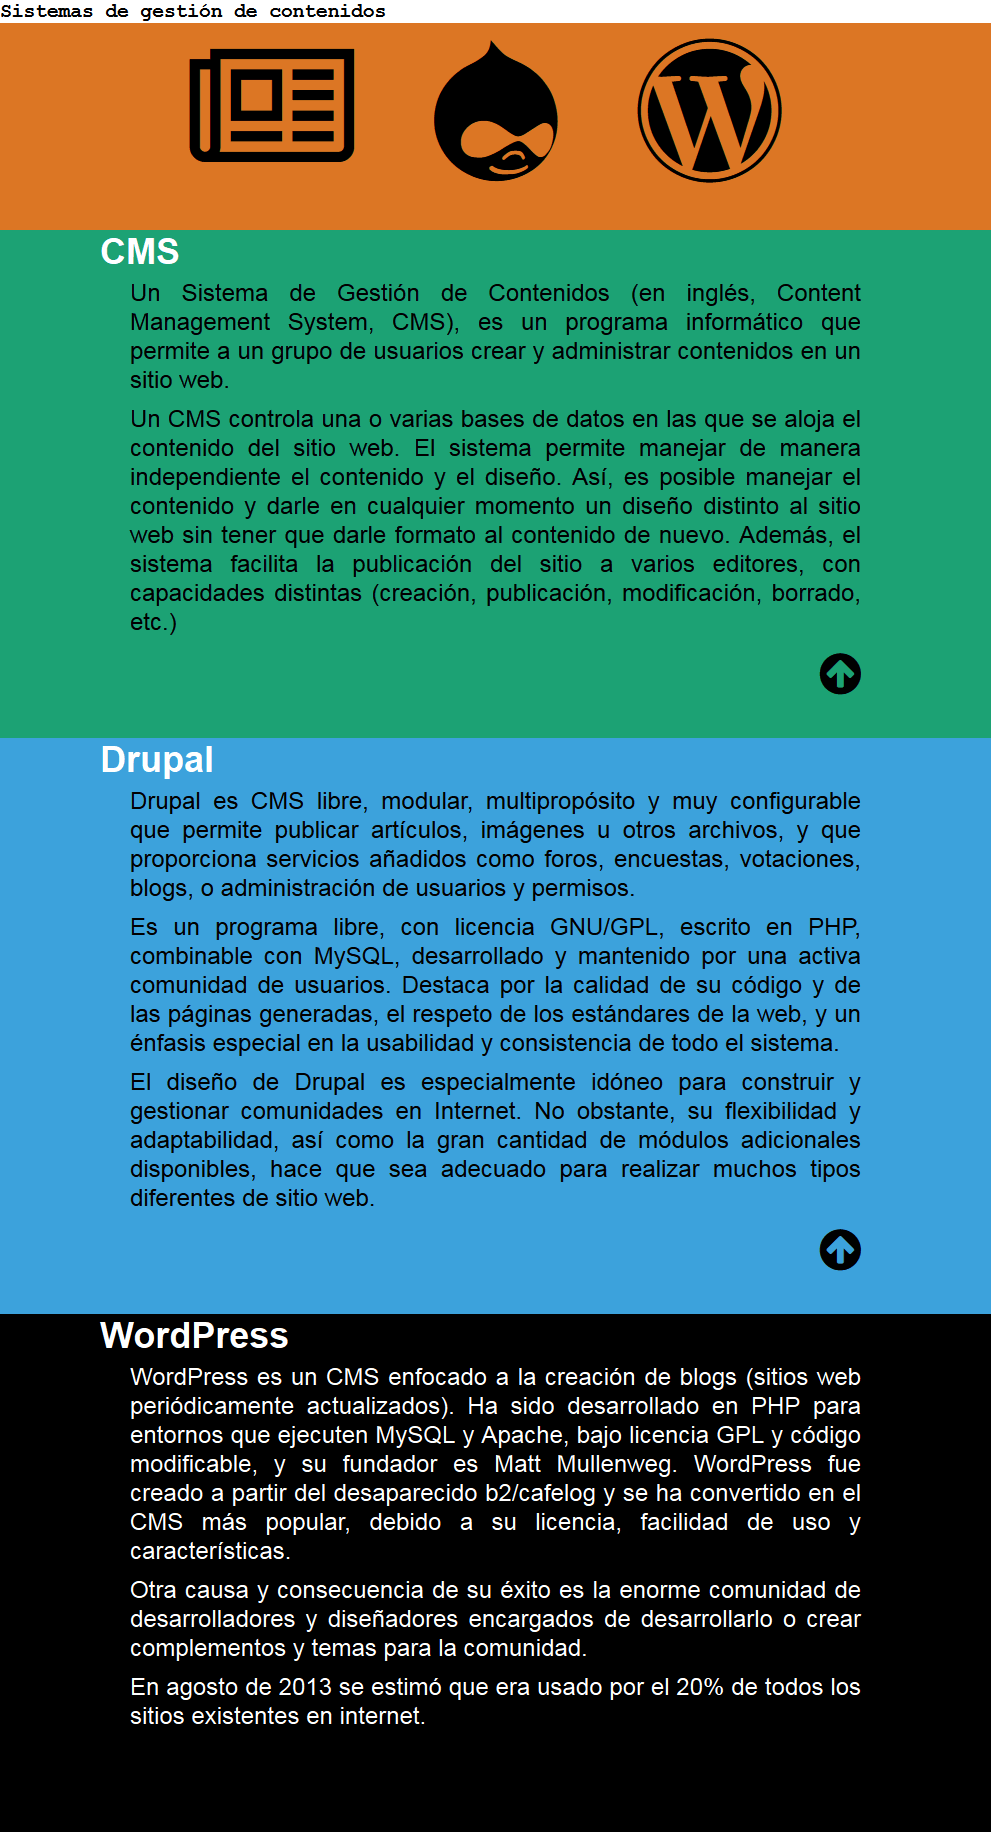 Sistemas de gestión de contenidos
CMS
Un Sistema de Gestión de Contenidos (en inglés, Content
Management System, CMS), es un programa informático que
permite a un grupo de usuarios crear y administrar contenidos en un
sitio web.
Un CMS controla una o varias bases de datos en las que se aloja el
contenido del sitio web. El sistema permite manejar de manera
independiente el contenido y el diseño. Así, es posible manejar el
contenido y darle en cualquier momento un diseño distinto al sitio
web sin tener que darle formato al contenido de nuevo. Además, el
sistema facilita la publicación del sitio a varios editores, con
capacidades distintas (creación, publicación, modificación, borrado,
etc.)
Drupal
Drupal es CMS libre, modular, multipropósito y muy configurable
que permite publicar artículos, imágenes u otros archivos, y que
proporciona servicios añadidos como foros, encuestas, votaciones,
blogs, o administración de usuarios y permisos.
Es un programa libre, con licencia GNU/GPL, escrito en PHP,
combinable con MySQL, desarrollado y mantenido por una activa
comunidad de usuarios. Destaca por la calidad de su código y de
las páginas generadas, el respeto de los estándares de la web, y un
énfasis especial en la usabilidad y consistencia de todo el sistema.
El diseño de Drupal es especialmente idóneo para construir y
gestionar comunidades en Internet. No obstante, su flexibilidad y
adaptabilidad, así como la gran cantidad de módulos adicionales
disponibles, hace que sea adecuado para realizar muchos tipos
diferentes de sitio web.
WordPress
WordPress es un CMS enfocado a la creación de blogs (sitios web
periódicamente actualizados). Ha sido desarrollado en PHP para
entornos que ejecuten MySQL y Apache, bajo licencia GPL y código
modificable, y su fundador es Matt Mullenweg. WordPress fue
creado a partir del desaparecido b2/cafelog y se ha convertido en el
CMS más popular, debido a su licencia, facilidad de uso y
características.
Otra causa y consecuencia de su éxito es la enorme comunidad de
desarrolladores y diseñadores encargados de desarrollarlo o crear
complementos y temas para la comunidad.
En agosto de 2013 se estimó que era usado por el 20% de todos los
sitios existentes en internet.